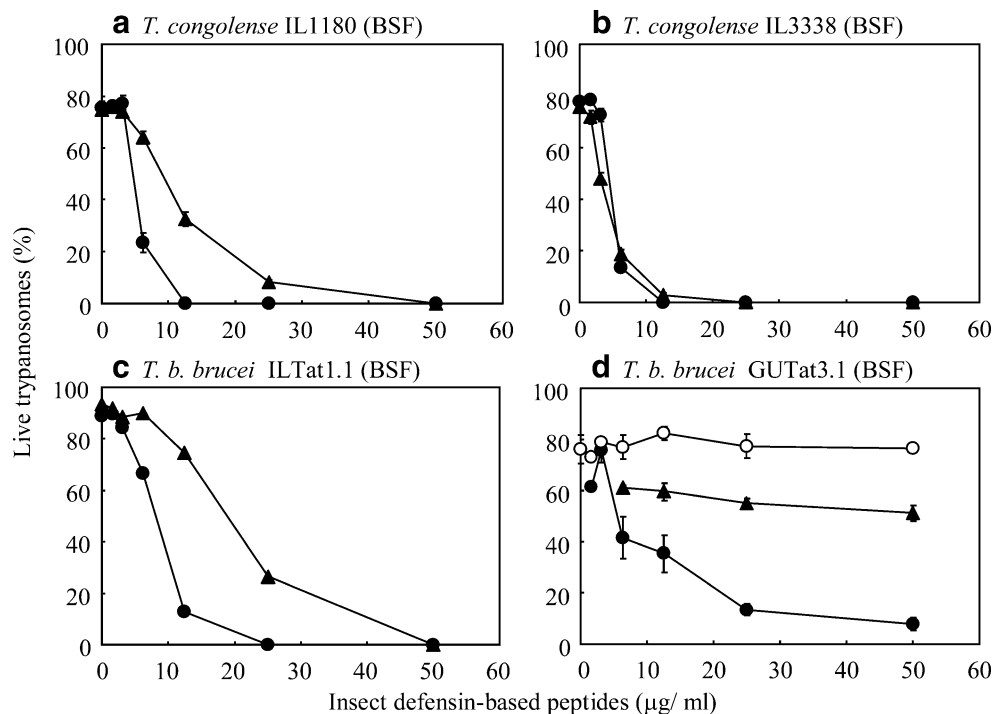 a T. congolense IL1180 (BSF)
b T. congolense IL3338 (BSF)
100
80
60
40
20
0
0 10 20 30 40 50 60
100
80
60
40
20
0
0 10 20 30 40 50 60
c T. b. brucei ILTat1.1 (BSF)
d T. b. brucei GUTat3.1 (BSF)
100
80
60
40
20
0
0 10 20 30 40 50 60
100
80
60
40
20
0
0 10 20 30 40 50 60
Live trypanosomes (%)
Insect defensin-based peptides (μg/ ml)